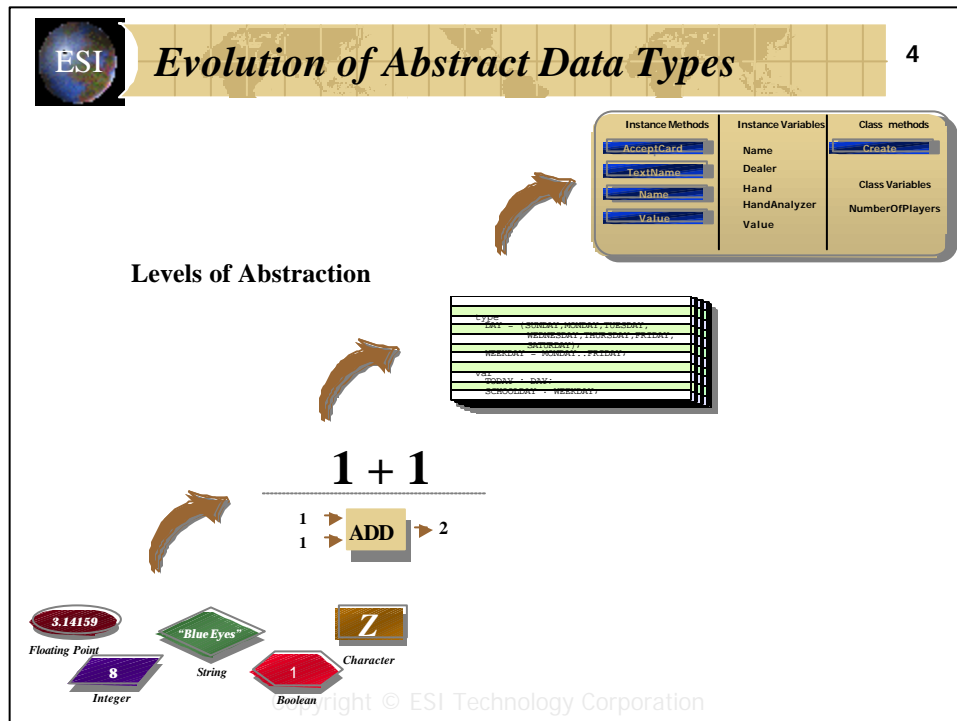 ESI
Evolution of Abstract Data Types
4
Instance Methods
AcceptCard
TextName
Name
Value
Instance Variables
Name
Dealer
Hand
HandAnalyzer
Value
Class methods
Create
Class Variables
NumberOfPlayers
Levels of Abstraction
type
DAY = (SUNDAY,MONDAY,TUESDAY,
WEDNESDAY,THURSDAY,FRIDAY,
SATURDAY);
WEEKDAY = MONDAY..FRIDAY;
var
TODAY : DAY;
SCHOOLDAY : WEEKDAY;
1 + 1
1
1
ADD
2
3.14159
Floating Point
8
Integer
"Blue Eyes"
String
1
Boolean
Z
Character
Copyright © ESI Technology Corporation